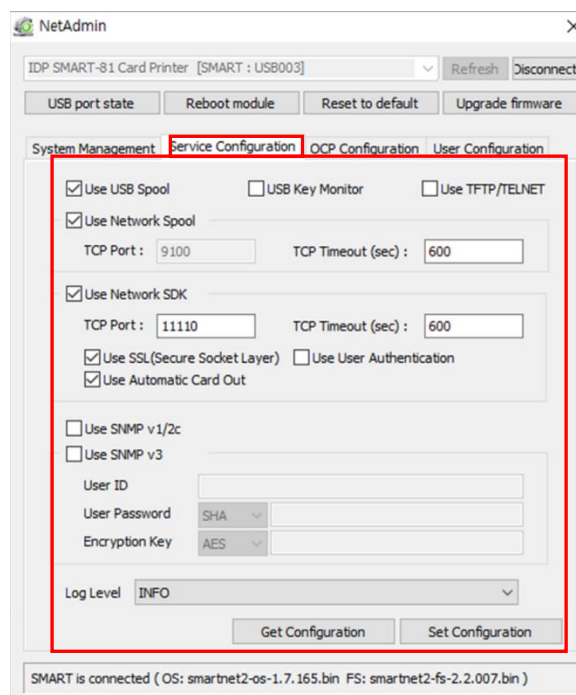 NetAdmin
IDP SMART-81 Card Printer [SMART : USB003] Refresh Disconnect
USB port state Reboot module Reset to default Upgrade firmware
System Management Service Configuration OCP Configuration User Configuration
Use USB Spool USB Key Monitor Use TFTP/TELNET
Use Network Spool
TCP Port : 9100 TCP Timeout (sec) : 600
Use Network SDK
TCP Port : 11110 TCP Timeout (sec) : 600
Use SSL(Secure Socket Layer) Use User Authentication
Use Automatic Card Out
Use SNMP v1/2c
Use SNMP v3
User ID
User Password SHA
Encryption Key AES
Log Level INFO
Get Configuration Set Configuration
SMART is connected ( OS: smartnet2-os-1.7.165.bin FS: smartnet2-fs-2.2.007.bin )